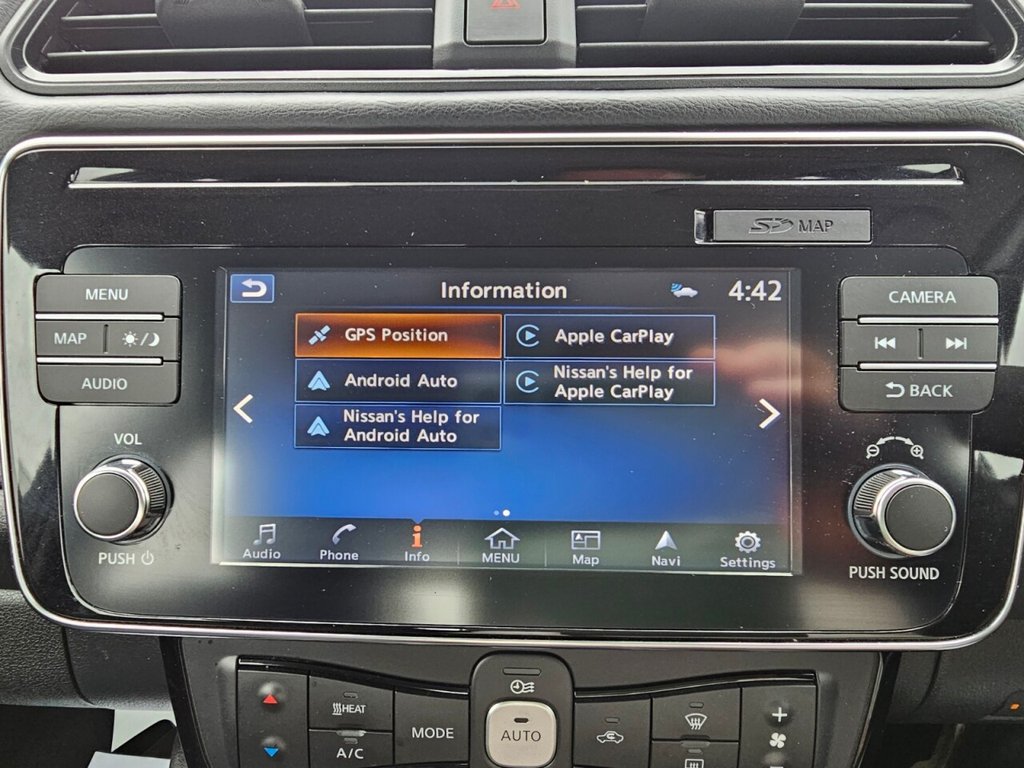 SD MAP
MENU
MAP
AUDIO
VOL
PUSH
Information
4:42
GPS Position
Apple CarPlay
Android Auto
Nissan's Help for
Apple CarPlay
Nissan's Help for
Android Auto
Audio
Phone
Info
MENU
Map
Navi
Settings
CAMERA
BACK
PUSH SOUND
HEAT
A/C
MODE
AUTO